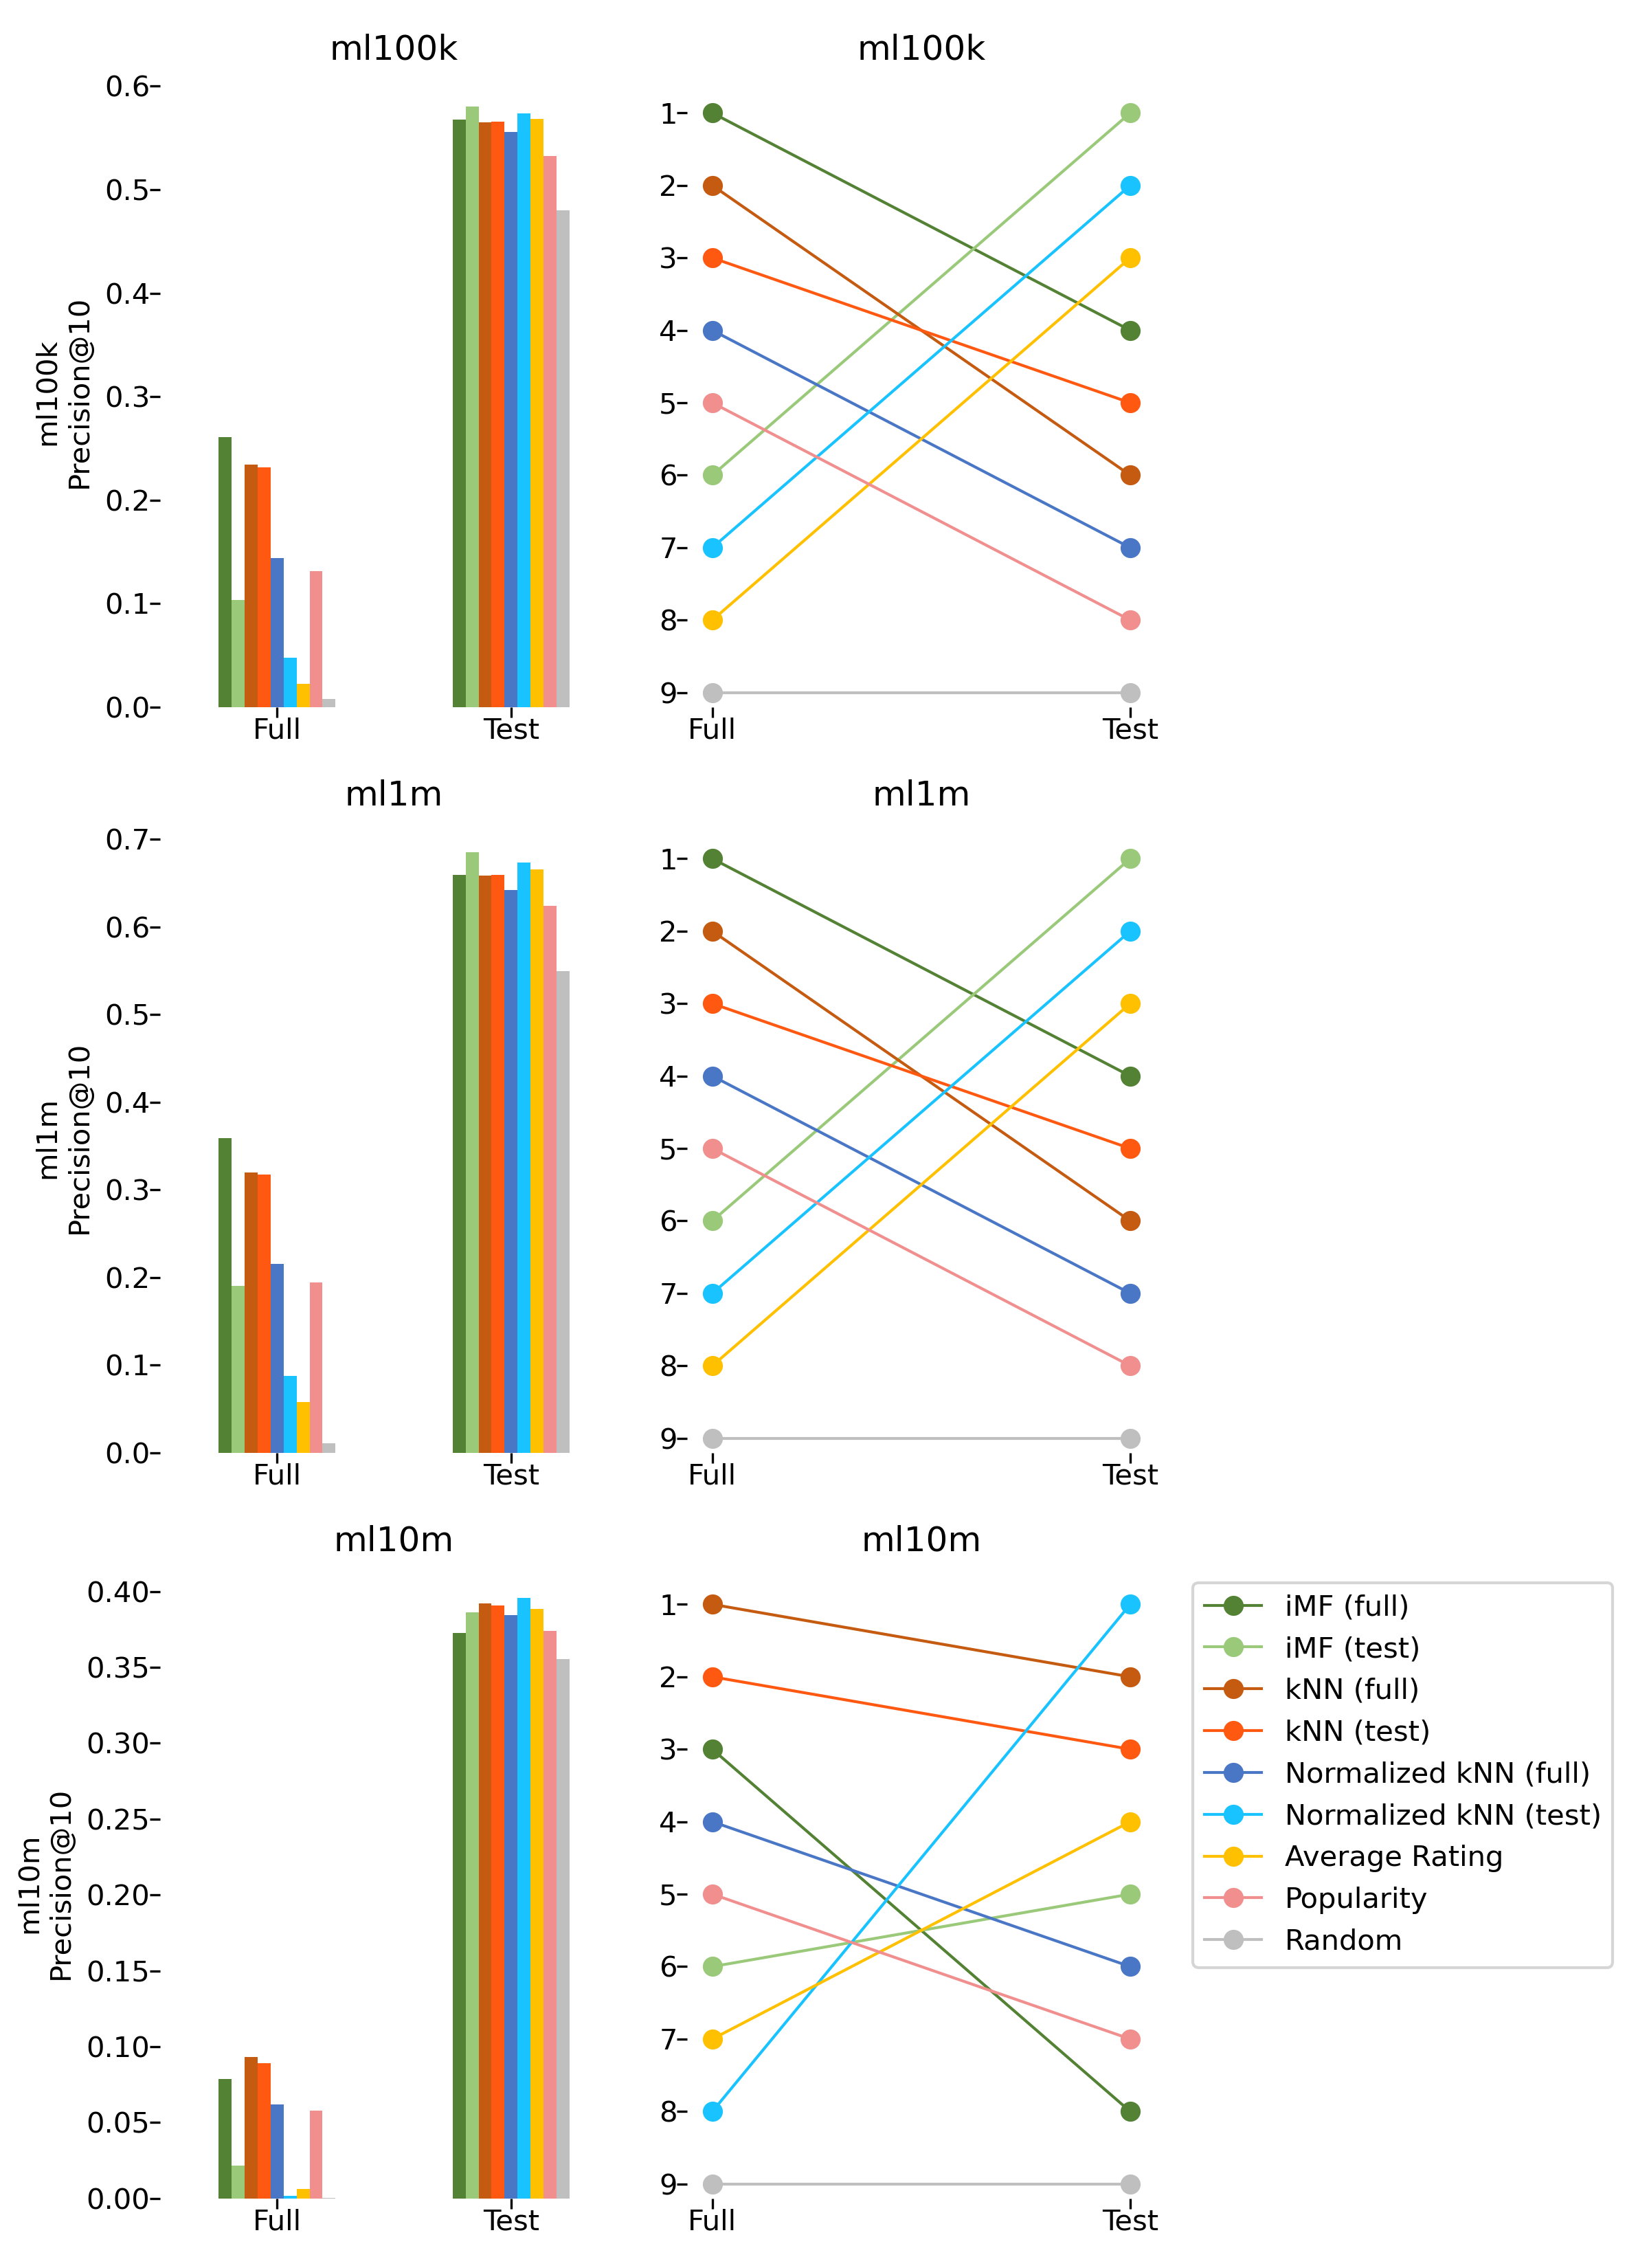 ml100k
ml100k
Precision@10
0.6
0.5
0.4
0.3
0.2
0.1
0.0
Full
Test
ml100k
1
2
3
4
5
6
7
8
9
Full
Test
ml1m
ml1m
Precision@10
0.7
0.6
0.5
0.4
0.3
0.2
0.1
0.0
Full
Test
ml1m
1
2
3
4
5
6
7
8
9
Full
Test
ml10m
ml10m
Precision@10
0.40
0.35
0.30
0.25
0.20
0.15
0.10
0.05
0.00
Full
Test
ml10m
1
2
3
4
5
6
7
8
9
Full
Test
iMF (full)
iMF (test)
kNN (full)
kNN (test)
Normalized kNN (full)
Normalized kNN (test)
Average Rating
Popularity
Random